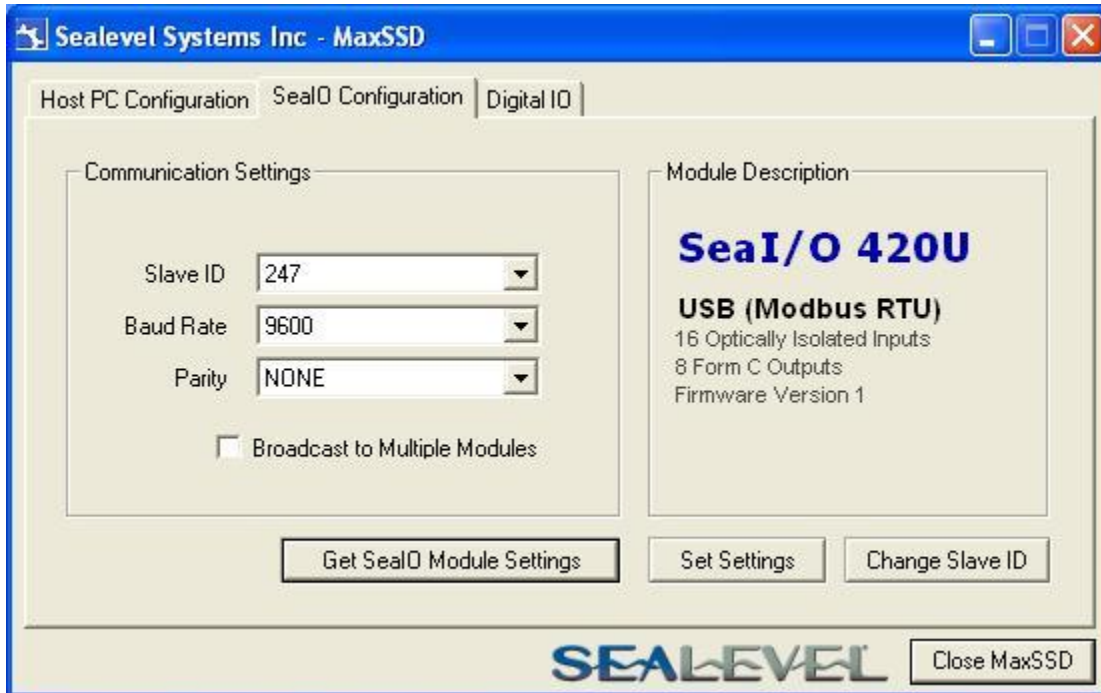 Sealevel Systems Inc - MaxSSD
Host PC Configuration SeaIO Configuration Digital IO
Communication Settings
Slave ID 247
Baud Rate 9600
Parity NONE
Broadcast to Multiple Modules
Module Description
SeaI/O 420U
USB (Modbus RTU)
16 Optically Isolated Inputs
8 Form C Outputs
Firmware Version 1
Get SeaIO Module Settings Set Settings Change Slave ID
SEALEVEL Close MaxSSD